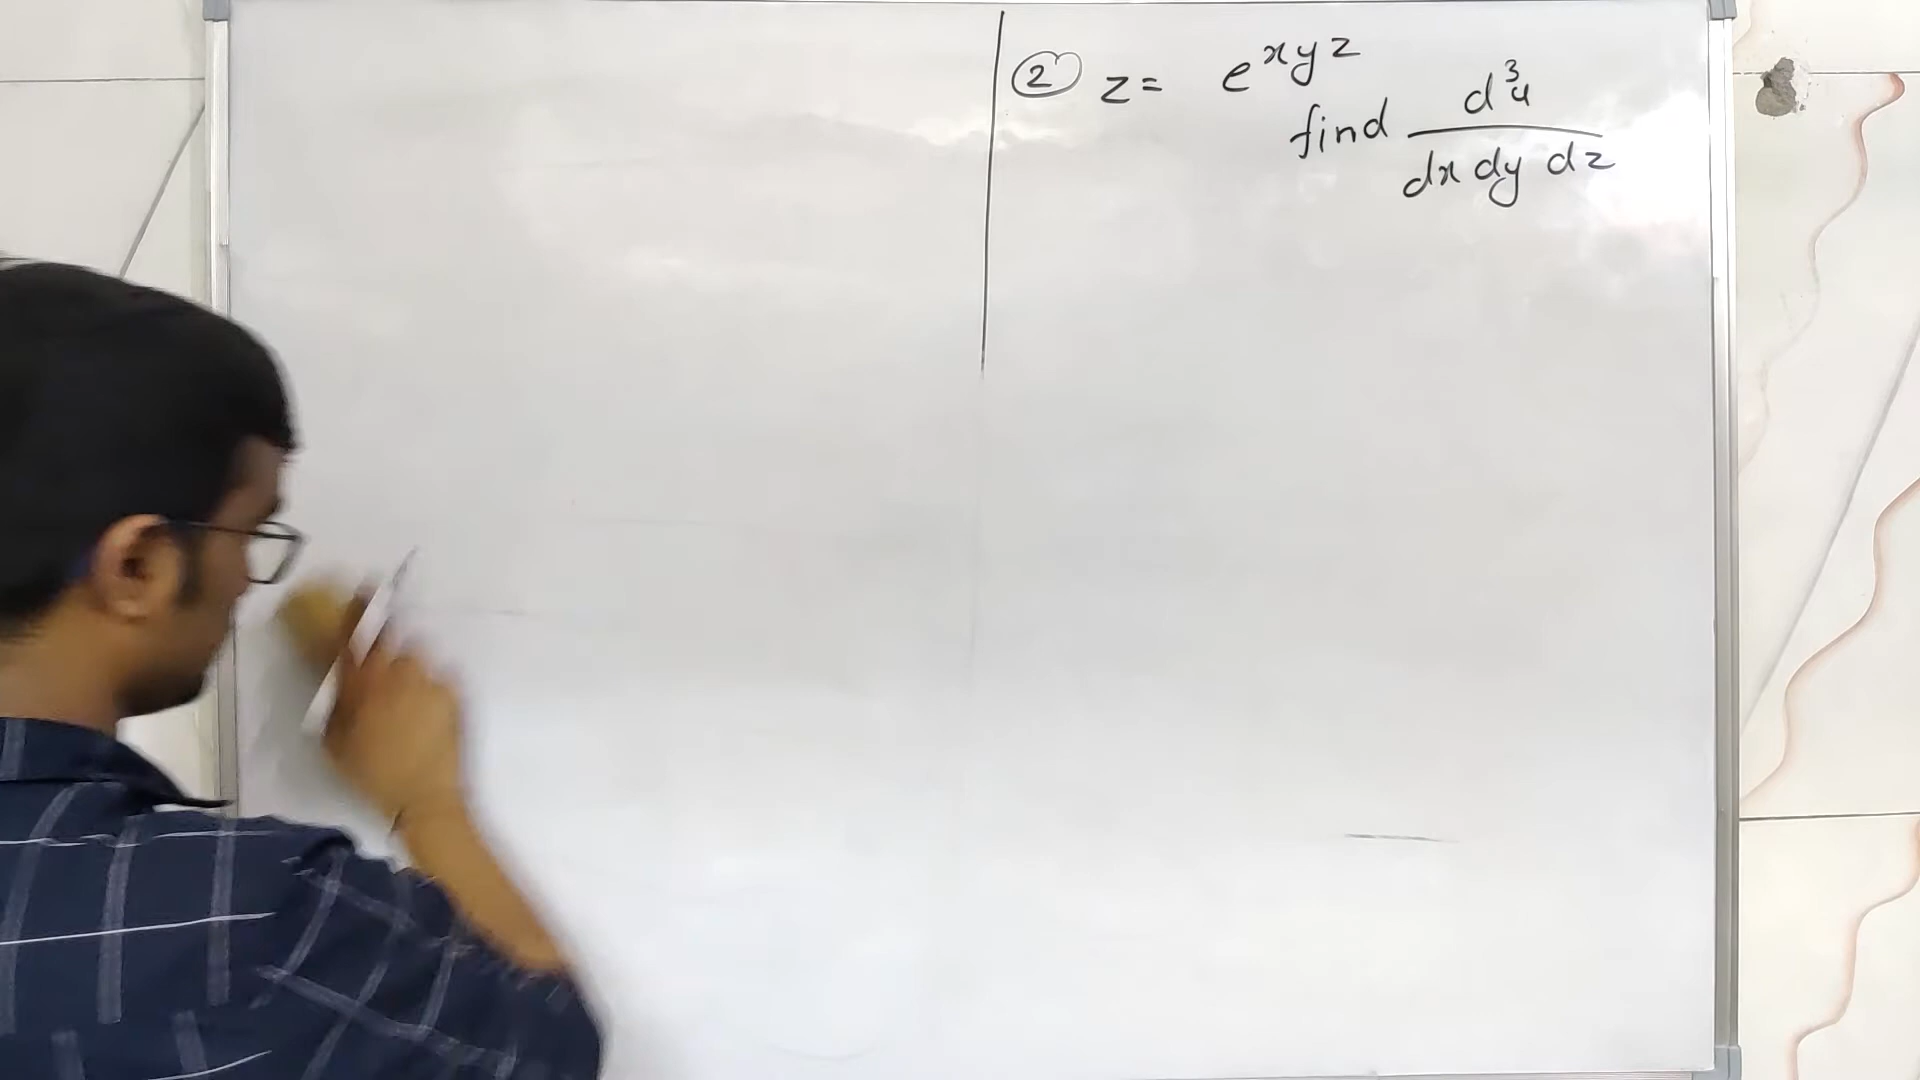 ② z = e^xyz
find d³u / dx dy dz